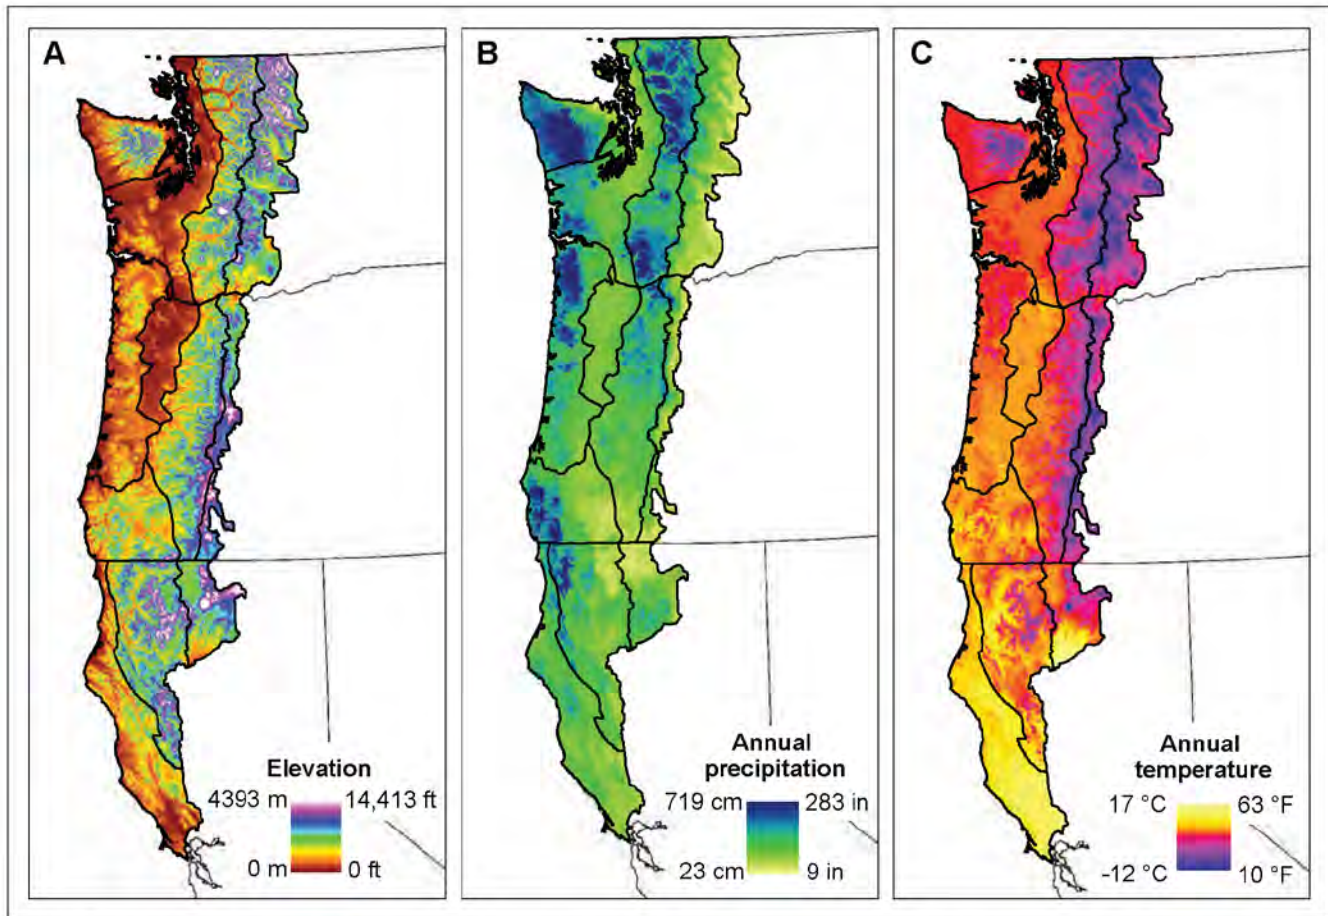 A
B
C
Elevation
4393 m 14,413 ft
0 m 0 ft
Annual
precipitation
719 cm 283 in
23 cm 9 in
Annual
temperature
17 °C 63 °F
-12 °C 10 °F